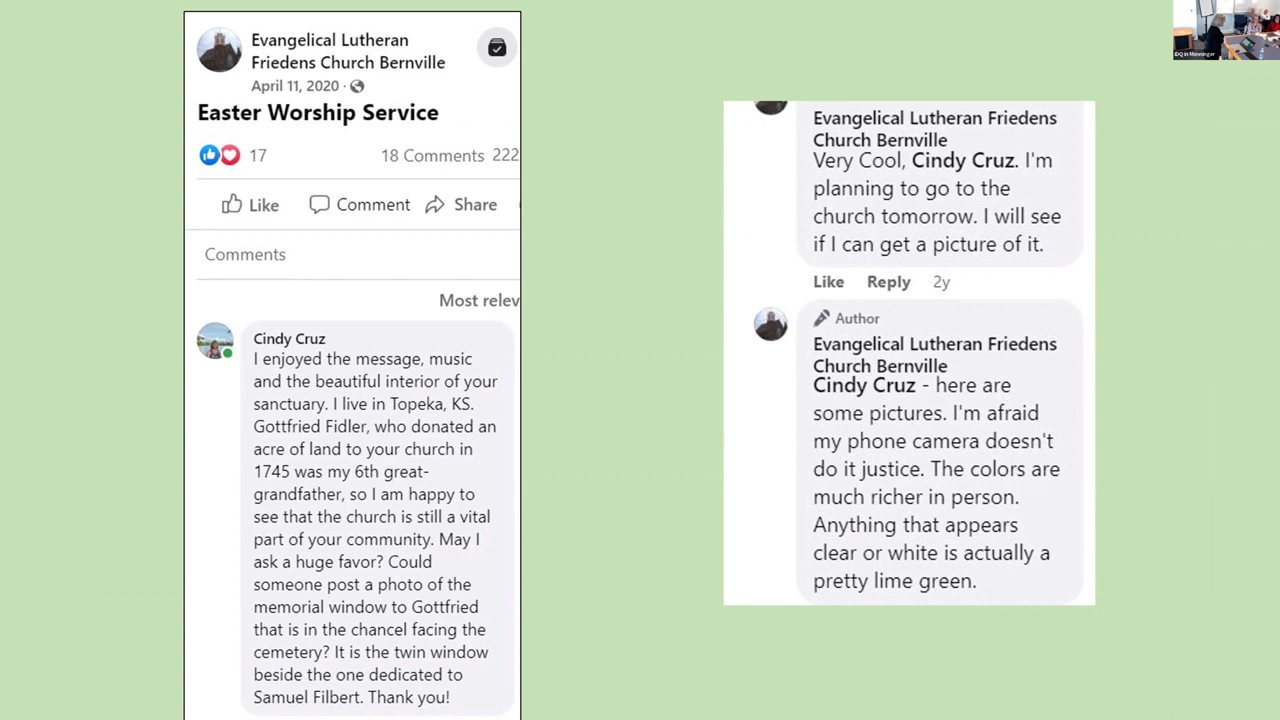 Evangelical Lutheran
Friedens Church Bernville
April 11, 2020 ·
Easter Worship Service
17
18 Comments 222
Like
Comment
Share
Comments
Most relev
Cindy Cruz
I enjoyed the message, music
and the beautiful interior of your
sanctuary. I live in Topeka, KS.
Gottfried Fidler, who donated an
acre of land to your church in
1745 was my 6th great-
grandfather, so I am happy to
see that the church is still a vital
part of your community. May I
ask a huge favor? Could
someone post a photo of the
memorial window to Gottfried
that is in the chancel facing the
cemetery? It is the twin window
beside the one dedicated to
Samuel Filbert. Thank you!
Evangelical Lutheran Friedens
Church Bernville
Very Cool, Cindy Cruz. I'm
planning to go to the
church tomorrow. I will see
if I can get a picture of it.
Like Reply 2y
Author
Evangelical Lutheran Friedens
Church Bernville
Cindy Cruz - here are
some pictures. I'm afraid
my phone camera doesn't
do it justice. The colors are
much richer in person.
Anything that appears
clear or white is actually a
pretty lime green.
in Menninger